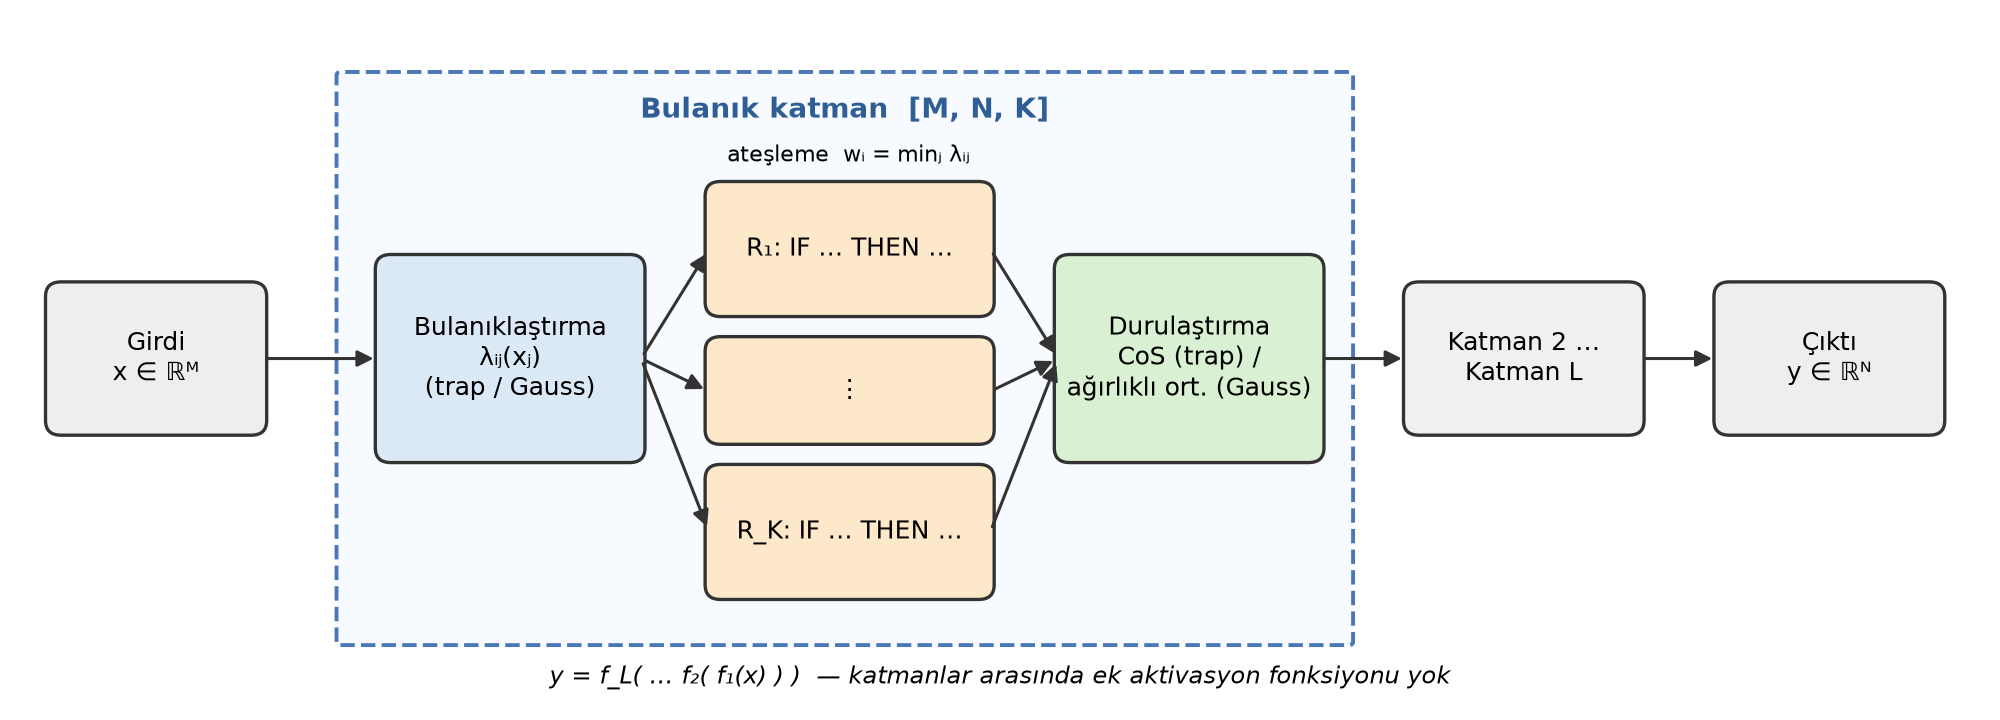 Bulanık katman  [M, N, K]
ateşleme  wᵢ = minⱼ λᵢⱼ
Girdi
x ∈ ℝᴹ
Bulanıklaştırma
λᵢⱼ(xⱼ)
(trap / Gauss)
R₁: IF … THEN …
⋮
R_K: IF … THEN …
Durulaştırma
CoS (trap) /
ağırlıklı ort. (Gauss)
Katman 2 …
Katman L
Çıktı
y ∈ ℝᴺ
y = f_L( … f₂( f₁(x) ) )  — katmanlar arasında ek aktivasyon fonksiyonu yok